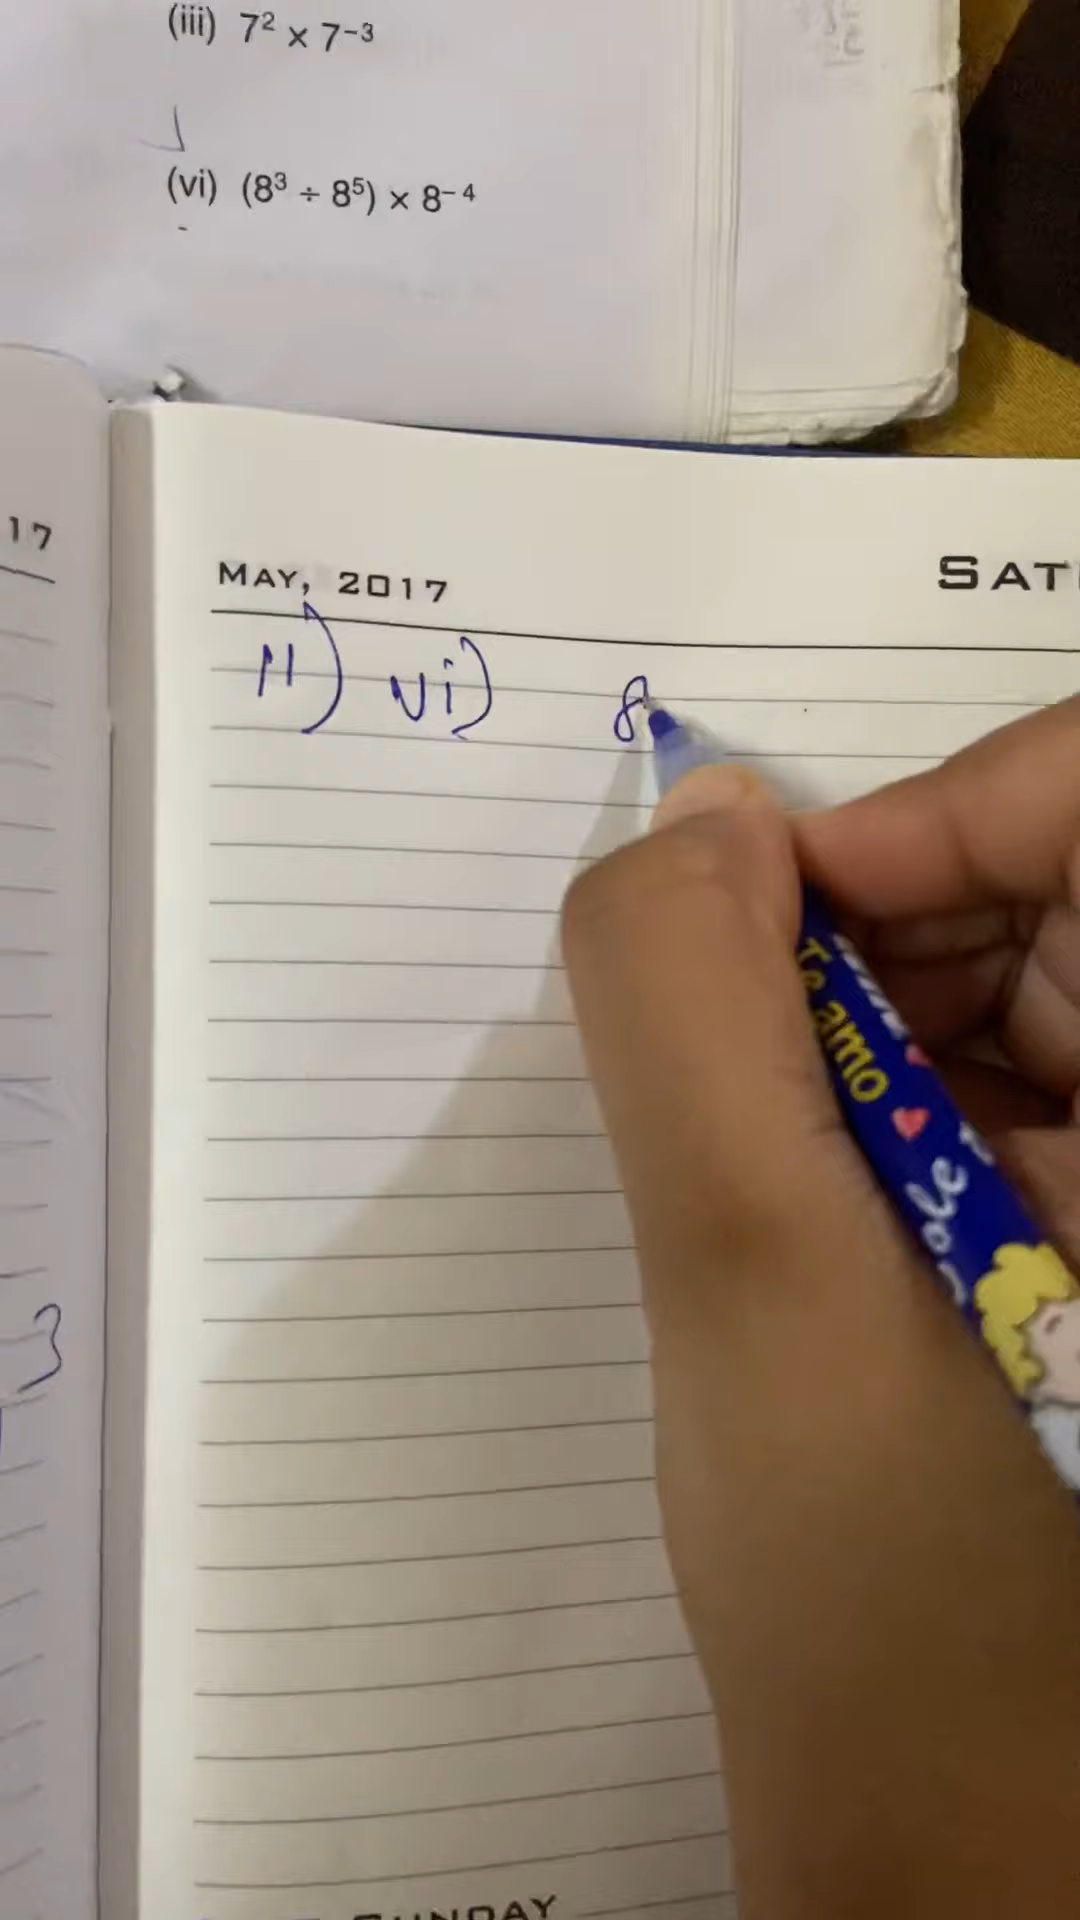 (iii) 7² × 7⁻³
(vi) (8³ ÷ 8⁵) × 8⁻⁴
17
MAY, 2017
SAT
11) vi) 8
Te amo
3
SUNDAY